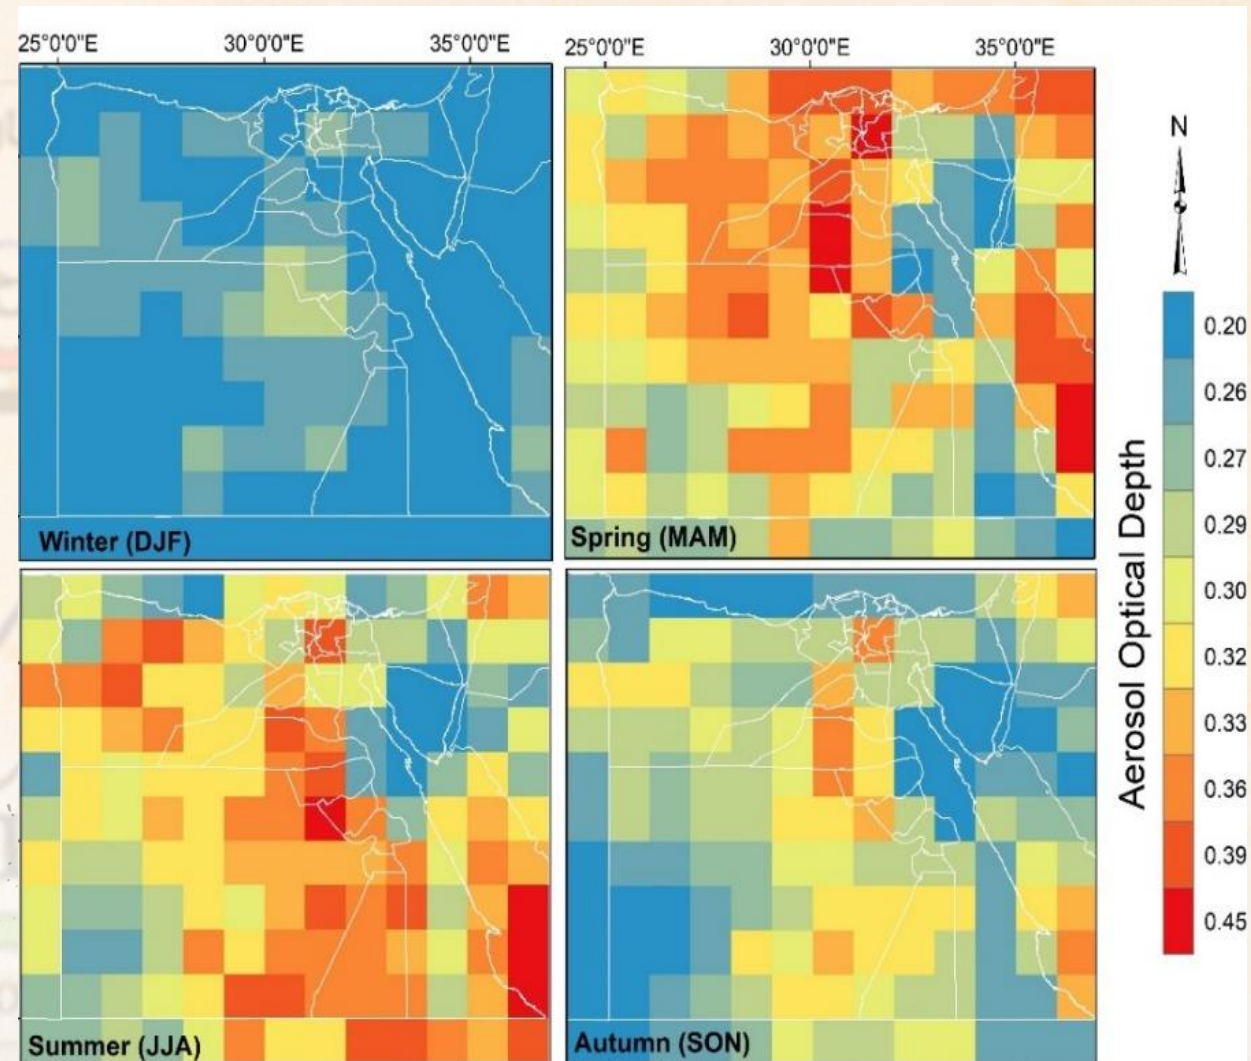 25°0'0"E 30°0'0"E 35°0'0"E
25°0'0"E 30°0'0"E 35°0'0"E
Winter (DJF)
Spring (MAM)
Summer (JJA)
Autumn (SON)
N
Aerosol Optical Depth
0.20
0.26
0.27
0.29
0.30
0.32
0.33
0.36
0.39
0.45